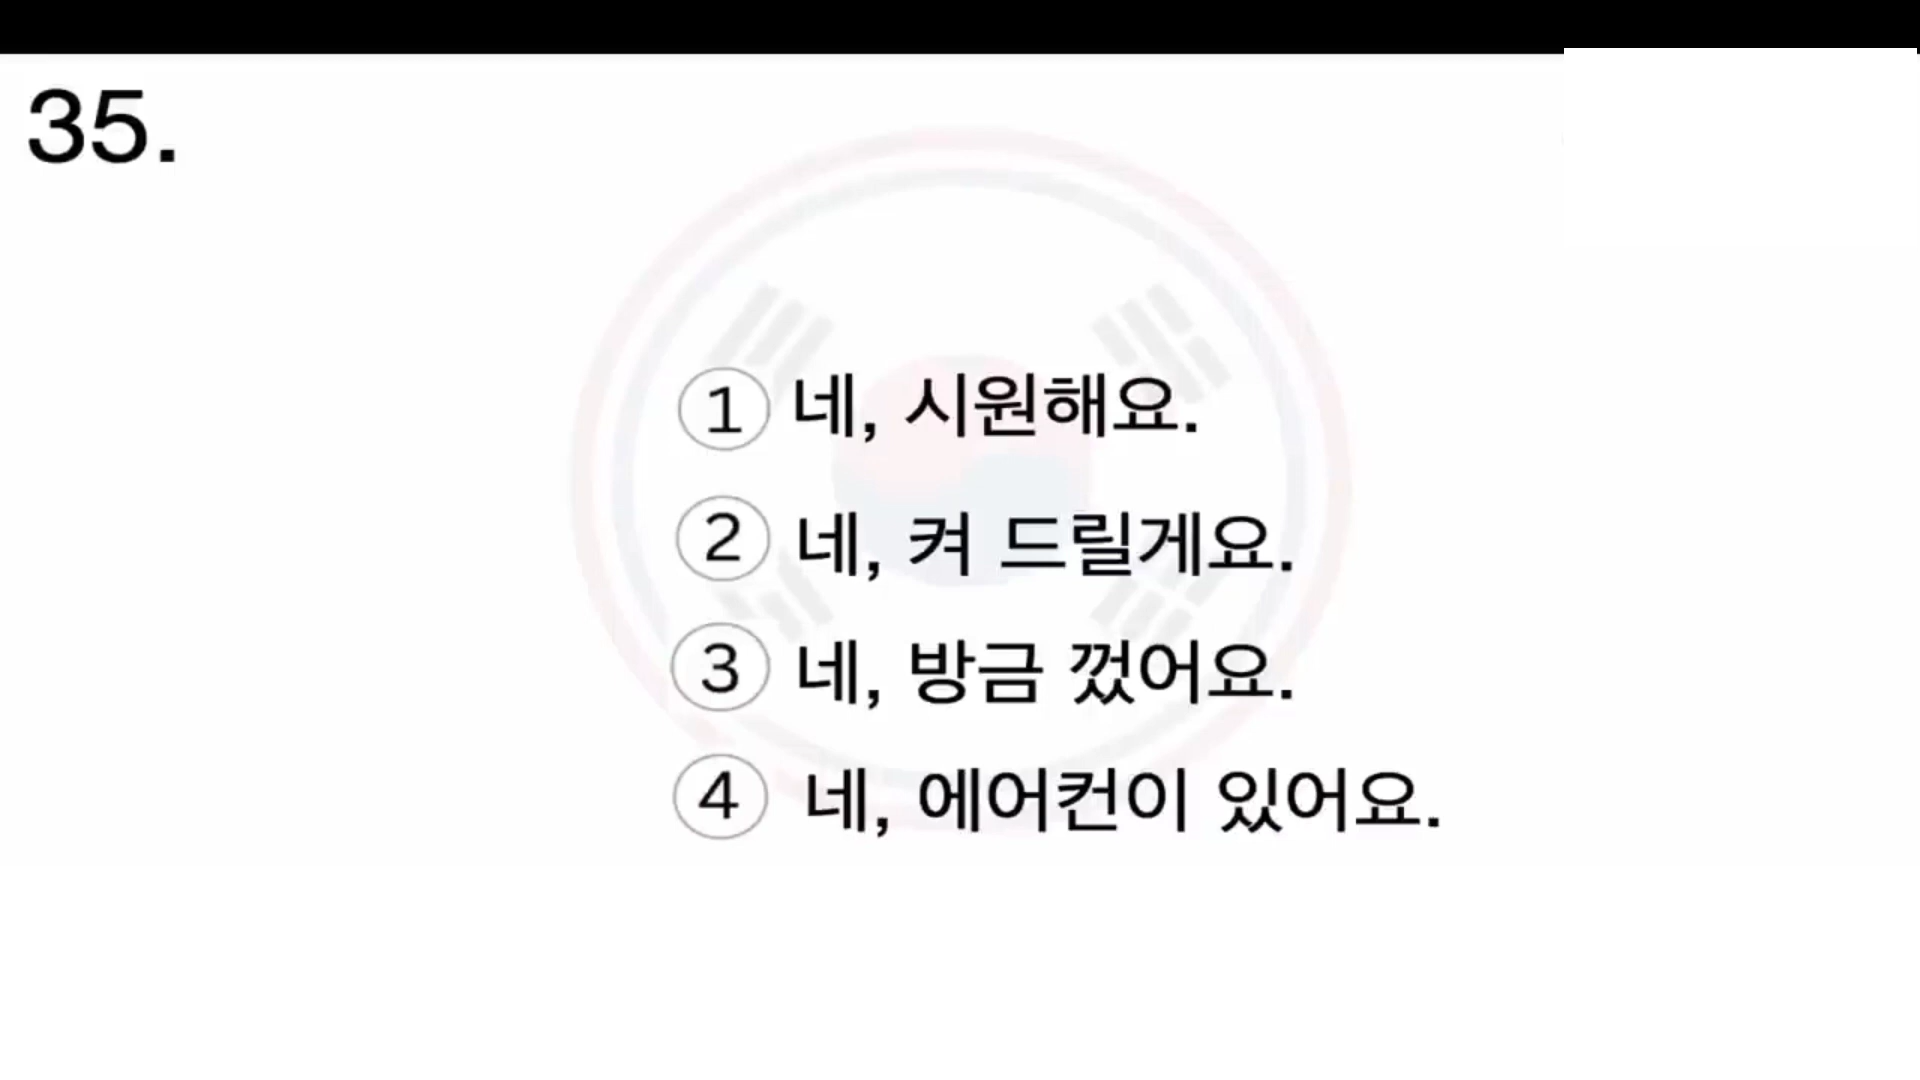 35.
① 네, 시원해요.
② 네, 켜 드릴게요.
③ 네, 방금 껐어요.
④ 네, 에어컨이 있어요.